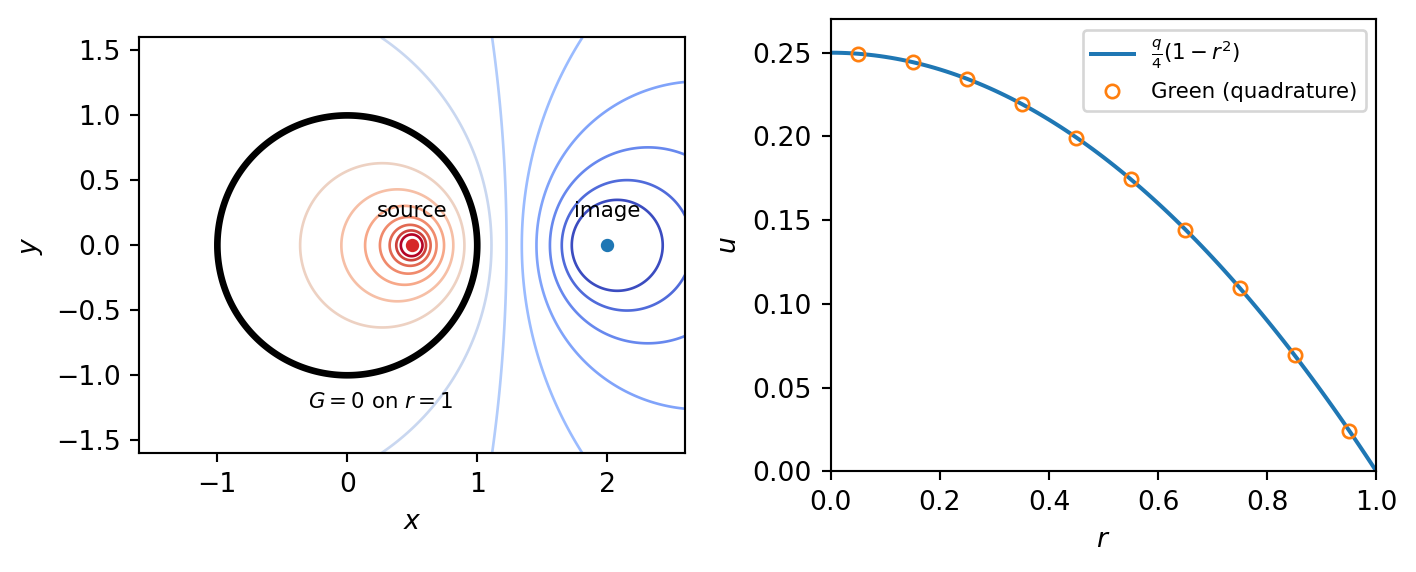 1.5
1.0
0.5
0.0
−0.5
−1.0
−1.5
source
image
G = 0 on r = 1
−1
0
1
2
x
y
0.25
0.20
0.15
0.10
0.05
0.00
q/4 (1 − r²)
Green (quadrature)
0.0
0.2
0.4
0.6
0.8
1.0
r
u